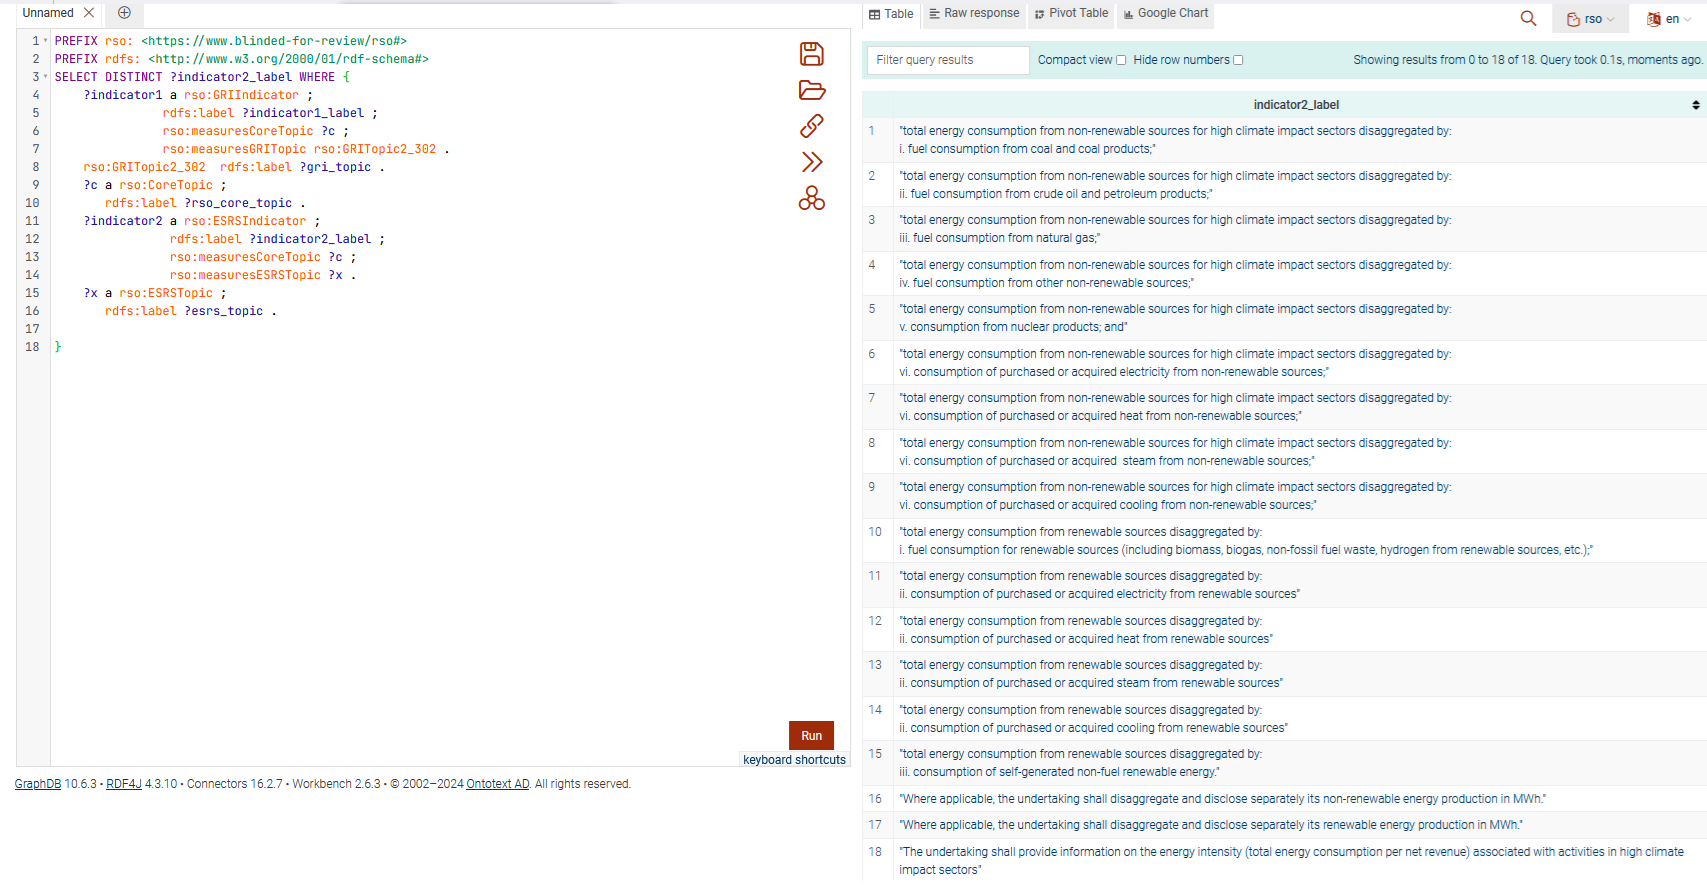 Unnamed
1 PREFIX rso: <https://www.blinded-for-review/rso#>
2 PREFIX rdfs: <http://www.w3.org/2000/01/rdf-schema#>
3 SELECT DISTINCT ?indicator2_label WHERE {
4 ?indicator1 a rso:GRIIndicator ;
5 rdfs:label ?indicator1_label ;
6 rso:measuresCoreTopic ?c ;
7 rso:measuresGRITopic rso:GRITopic2_302 .
8 rso:GRITopic2_302 rdfs:label ?gri_topic .
9 ?c a rso:CoreTopic ;
10 rdfs:label ?rso_core_topic .
11 ?indicator2 a rso:ESRSIndicator ;
12 rdfs:label ?indicator2_label ;
13 rso:measuresCoreTopic ?c ;
14 rso:measuresESRSTopic ?x .
15 ?x a rso:ESRSTopic ;
16 rdfs:label ?esrs_topic .
17
18 }
Run
keyboard shortcuts
GraphDB 10.6.3 • RDF4J 4.3.10 • Connectors 16.2.7 • Workbench 2.6.3 • © 2002–2024 Ontotext AD. All rights reserved.
Table Raw response Pivot Table Google Chart
rso en
Filter query results Compact view Hide row numbers Showing results from 0 to 18 of 18. Query took 0.1s, moments ago.
indicator2_label
1 "total energy consumption from non-renewable sources for high climate impact sectors disaggregated by:
i. fuel consumption from coal and coal products;"
2 "total energy consumption from non-renewable sources for high climate impact sectors disaggregated by:
ii. fuel consumption from crude oil and petroleum products;"
3 "total energy consumption from non-renewable sources for high climate impact sectors disaggregated by:
iii. fuel consumption from natural gas;"
4 "total energy consumption from non-renewable sources for high climate impact sectors disaggregated by:
iv. fuel consumption from other non-renewable sources;"
5 "total energy consumption from non-renewable sources for high climate impact sectors disaggregated by:
v. consumption from nuclear products; and"
6 "total energy consumption from non-renewable sources for high climate impact sectors disaggregated by:
vi. consumption of purchased or acquired electricity from non-renewable sources;"
7 "total energy consumption from non-renewable sources for high climate impact sectors disaggregated by:
vi. consumption of purchased or acquired heat from non-renewable sources;"
8 "total energy consumption from non-renewable sources for high climate impact sectors disaggregated by:
vi. consumption of purchased or acquired  steam from non-renewable sources;"
9 "total energy consumption from non-renewable sources for high climate impact sectors disaggregated by:
vi. consumption of purchased or acquired cooling from non-renewable sources;"
10 "total energy consumption from renewable sources disaggregated by:
i. fuel consumption for renewable sources (including biomass, biogas, non-fossil fuel waste, hydrogen from renewable sources, etc.);"
11 "total energy consumption from renewable sources disaggregated by:
ii. consumption of purchased or acquired electricity from renewable sources"
12 "total energy consumption from renewable sources disaggregated by:
ii. consumption of purchased or acquired heat from renewable sources"
13 "total energy consumption from renewable sources disaggregated by:
ii. consumption of purchased or acquired steam from renewable sources"
14 "total energy consumption from renewable sources disaggregated by:
ii. consumption of purchased or acquired cooling from renewable sources"
15 "total energy consumption from renewable sources disaggregated by:
iii. consumption of self-generated non-fuel renewable energy."
16 "Where applicable, the undertaking shall disaggregate and disclose separately its non-renewable energy production in MWh."
17 "Where applicable, the undertaking shall disaggregate and disclose separately its renewable energy production in MWh."
18 "The undertaking shall provide information on the energy intensity (total energy consumption per net revenue) associated with activities in high climate
impact sectors"